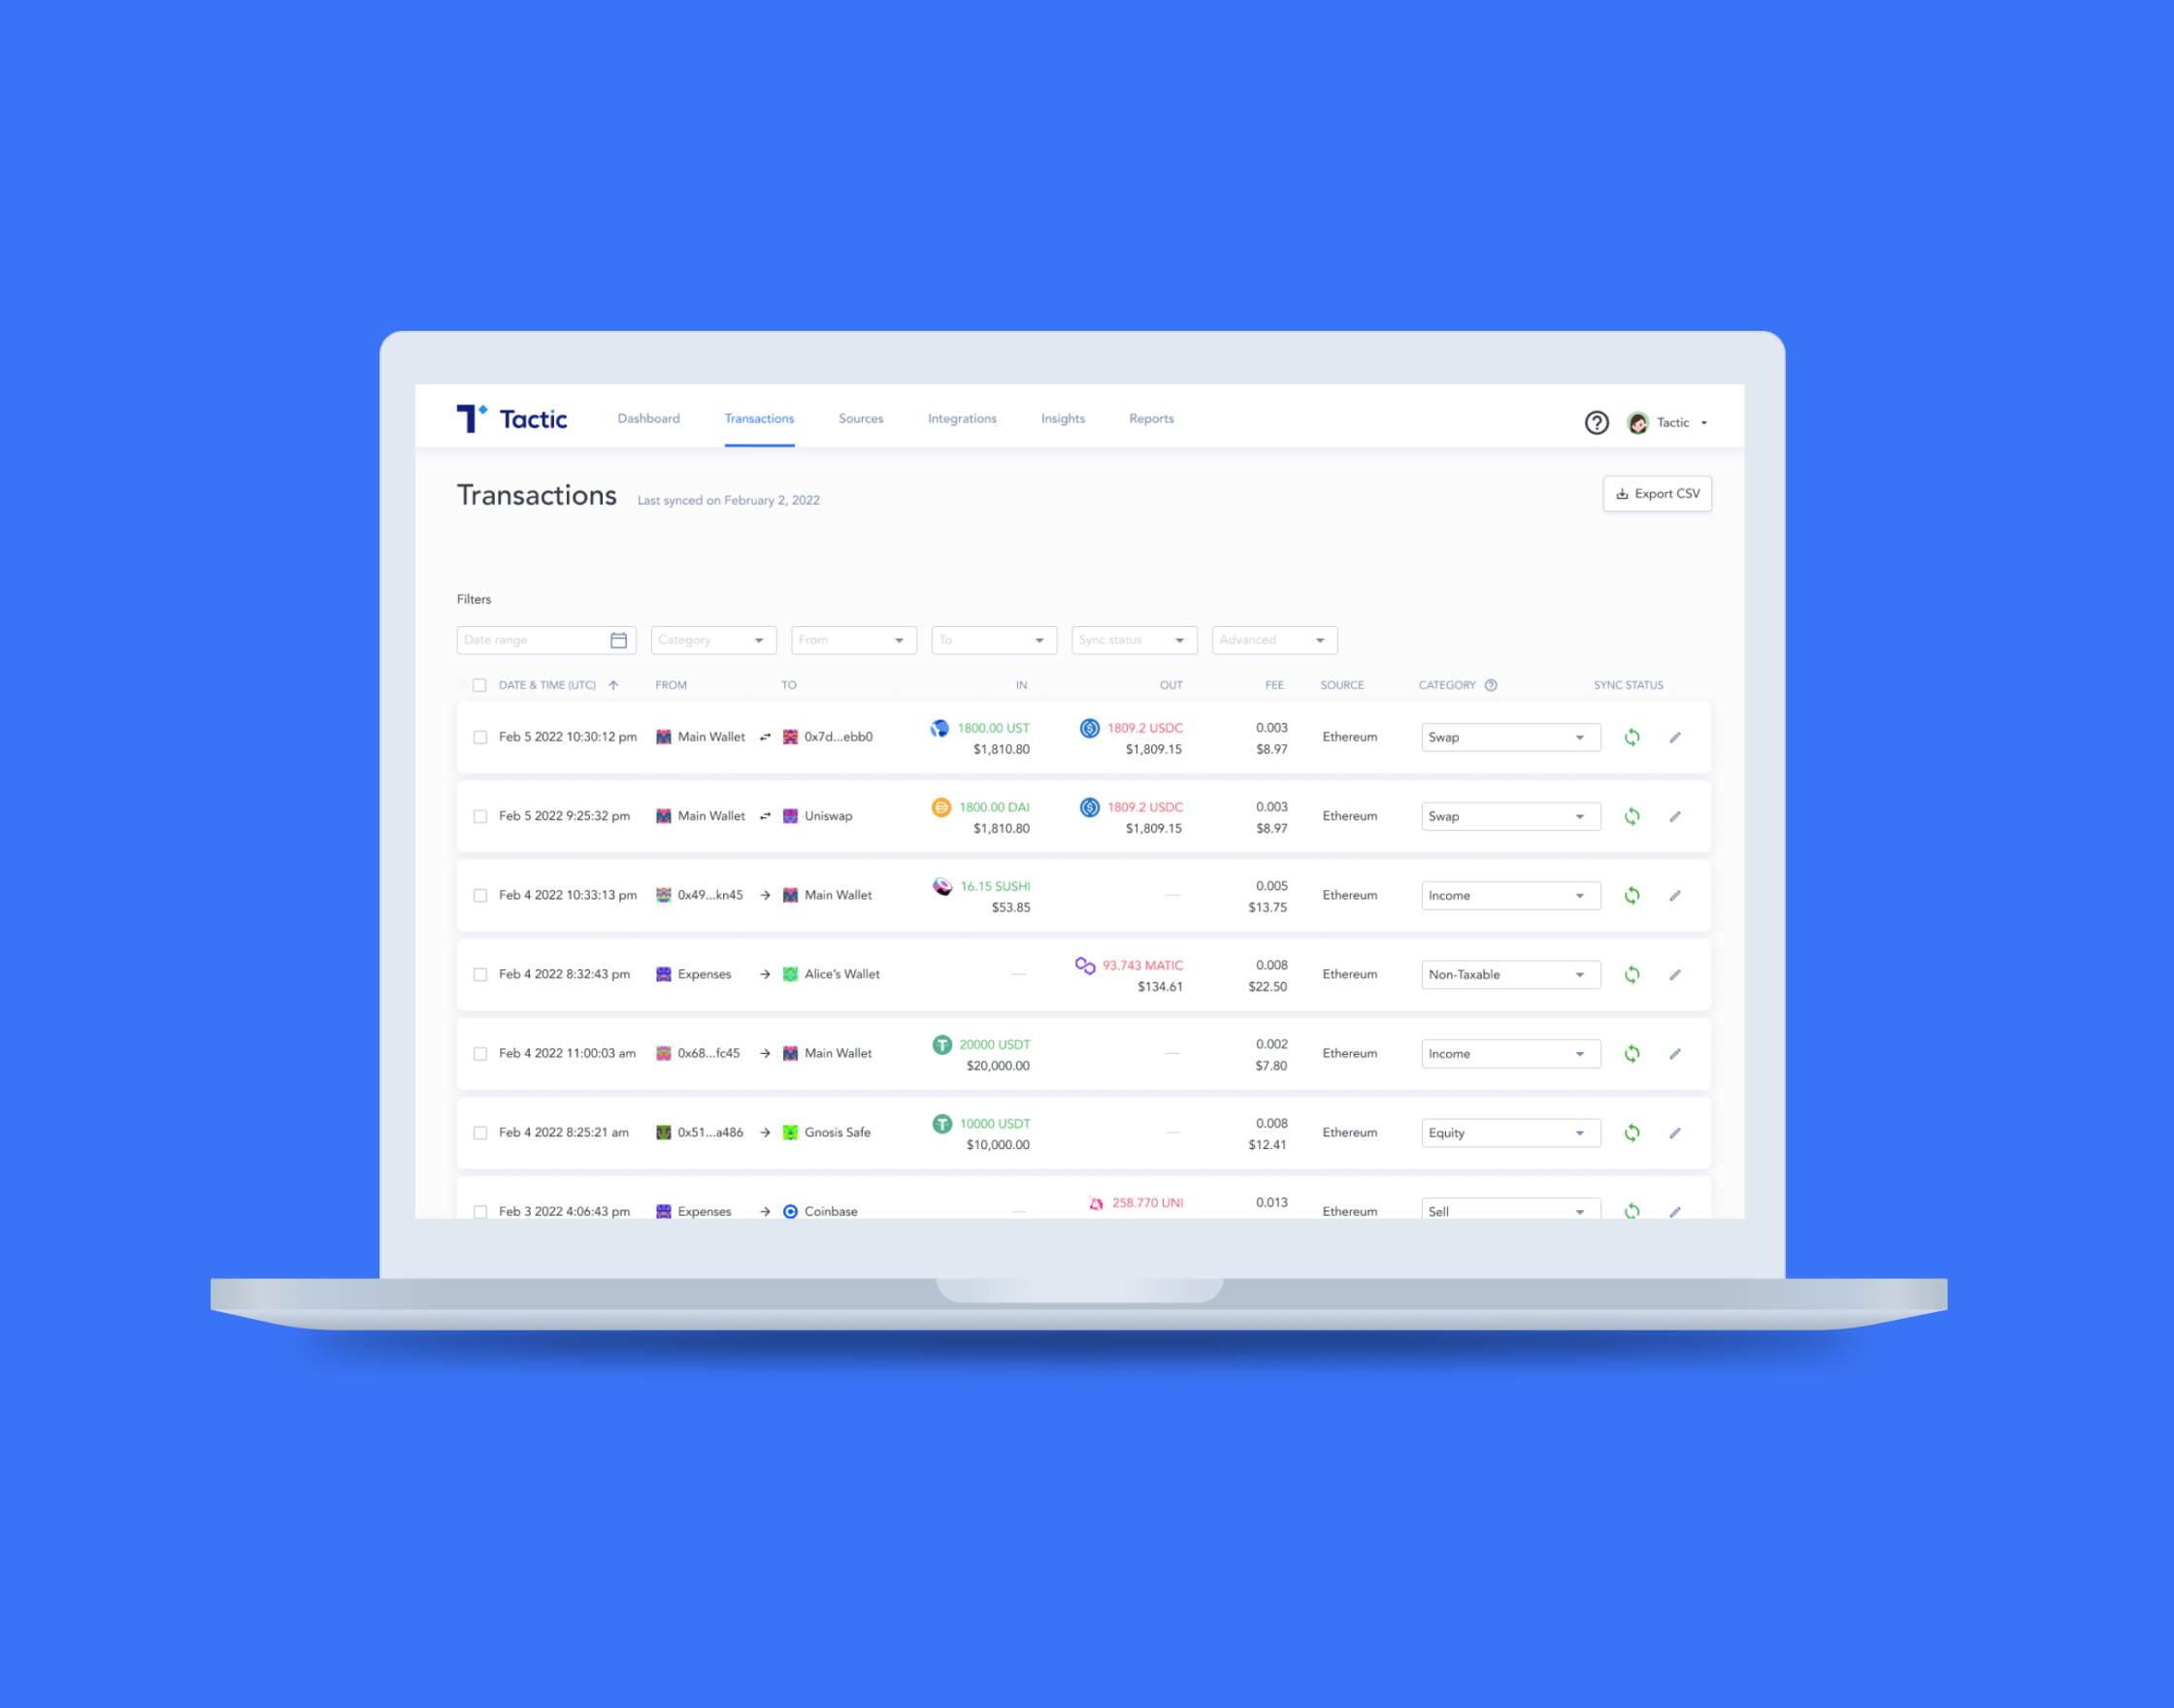 Tactic Dashboard Transactions Sources Integrations Insights Reports Tactic
Transactions Last synced on February 2, 2022 Export CSV
Filters
Date range Category From To Sync status Advanced
DATE & TIME (UTC) FROM TO IN OUT FEE SOURCE CATEGORY SYNC STATUS
1800.00 UST 1809.2 USDC 0.003
Feb 5 2022 10:30:12 pm Main Wallet 0x7d...ebb0 Ethereum Swap
$1,810.80 $1,809.15 $8.97
1800.00 DAI 1809.2 USDC 0.003
Feb 5 2022 9:25:32 pm Main Wallet Uniswap Ethereum Swap
$1,810.80 $1,809.15 $8.97
16.15 SUSHI — 0.005
Feb 4 2022 10:33:13 pm 0x49...kn45 Main Wallet Ethereum Income
$53.85 $13.75
— 93.743 MATIC 0.008
Feb 4 2022 8:32:43 pm Expenses Alice's Wallet Ethereum Non-Taxable
$134.61 $22.50
20000 USDT — 0.002
Feb 4 2022 11:00:03 am 0x68...fc45 Main Wallet Ethereum Income
$20,000.00 $7.80
10000 USDT — 0.008
Feb 4 2022 8:25:21 am 0x51...a486 Gnosis Safe Ethereum Equity
$10,000.00 $12.41
— 258.770 UNI 0.013
Feb 3 2022 4:06:43 pm Expenses Coinbase Ethereum Sell